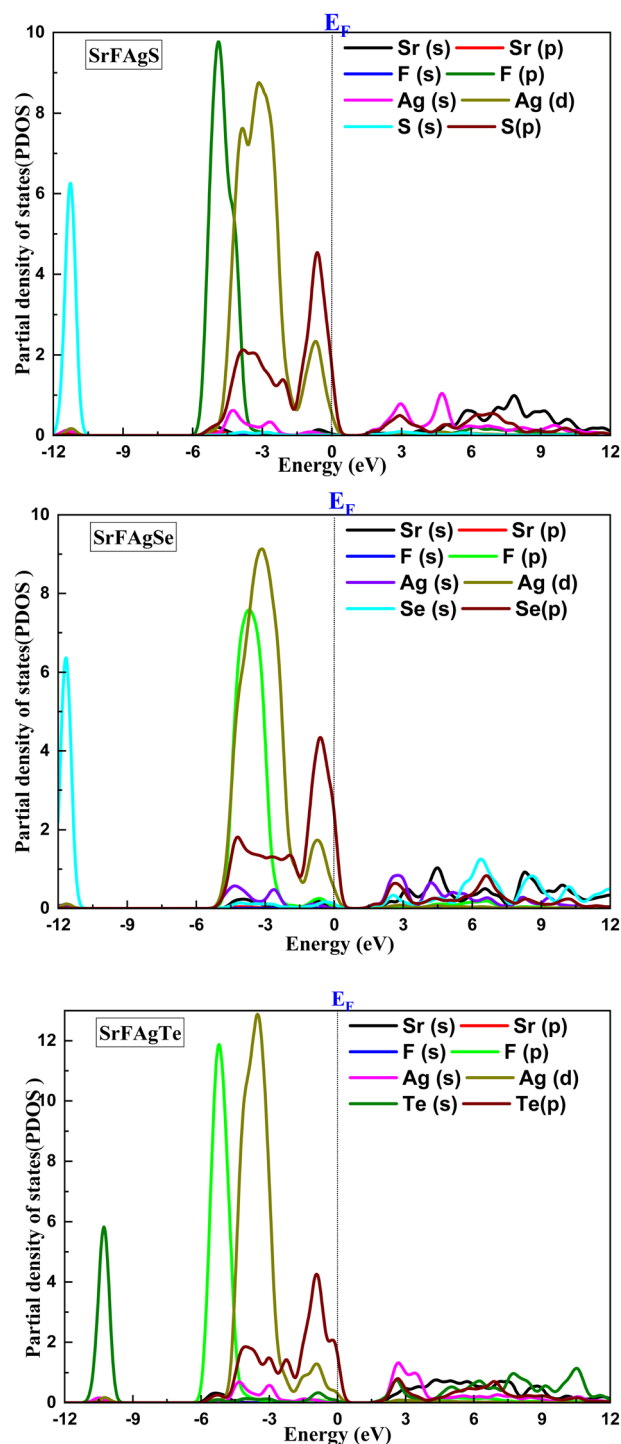 E_F
SrFAgS
Sr (s) Sr (p)
F (s) F (p)
Ag (s) Ag (d)
S (s) S(p)
Partial density of states(PDOS )
10
8
6
4
2
0
-12 -9 -6 -3 0 3 6 9 12
Energy (eV)
E_F
SrFAgSe
Sr (s) Sr (p)
F (s) F (p)
Ag (s) Ag (d)
Se (s) Se(p)
Partial density of states(PDOS )
10
8
6
4
2
0
-12 -9 -6 -3 0 3 6 9 12
Energy (eV)
E_F
SrFAgTe
Sr (s) Sr (p)
F (s) F (p)
Ag (s) Ag (d)
Te (s) Te(p)
Partial density of states(PDOS )
12
10
8
6
4
2
0
-12 -9 -6 -3 0 3 6 9 12
Energy (eV)